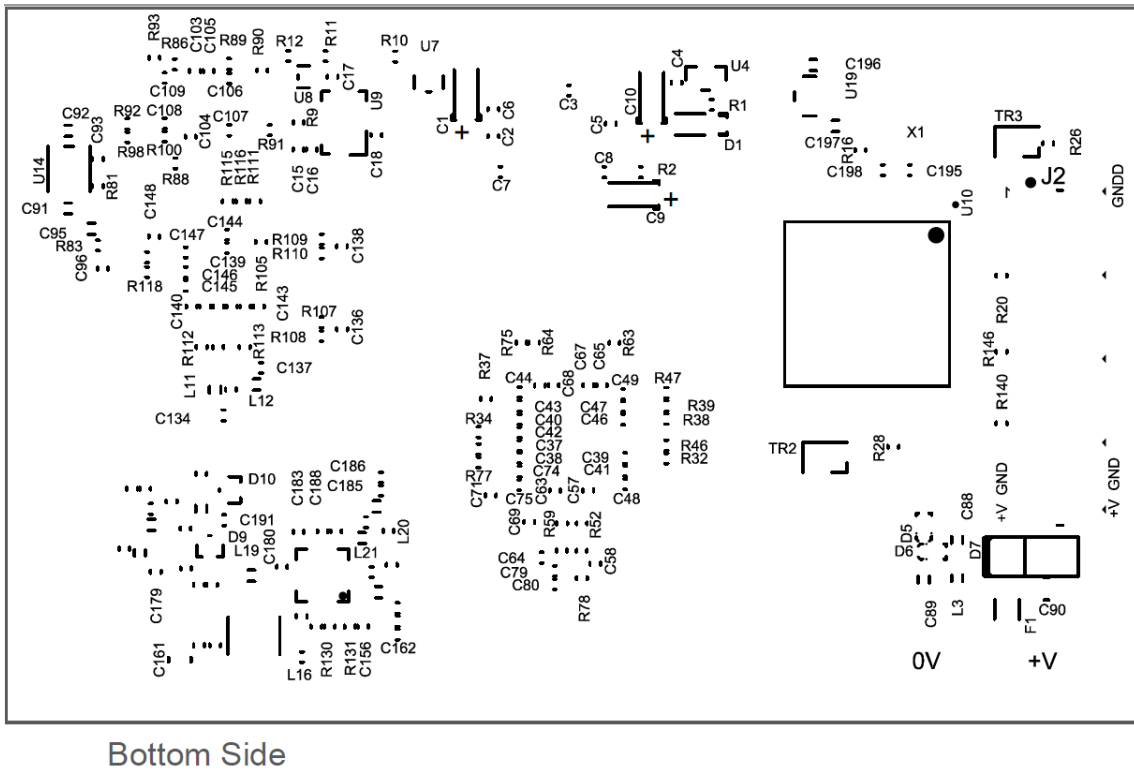 R93
R86
C103
C105
R89
R90
R12
R11
R10
U7
C4
U4
C196
U19
C109
C106
U8
C17
U9
C3
C10
R1
TR3
C92
C93
R92
C108
C104
C107
R91
R9
C18
C1
+
C6
C2
C5
+
D1
C197
R16
X1
R26
U14
R98
R100
R88
R81
R115
R116
R111
C15
C16
C7
C8
R2
C198
C195
J2
GNDD
C91
C148
C9
+
U10
1
C95
R83
C96
C147
C144
C139
C146
C145
R109
R110
C138
R105
R118
C140
C143
R107
R108
C136
R20
R112
R113
C137
R75
R64
C67
C65
R63
R146
L11
L12
R37
C44
C68
C49
R47
R140
C134
R34
C43
C40
C42
C37
C38
C74
C47
C46
C39
C41
R39
R38
R46
R32
TR2
R28
R77
C71
C75
C63
C57
C48
D10
C183
C188
C186
C185
C88
+V GND
+V GND
C191
D9
L19
C180
L21
L20
C69
R59
R52
D5
D6
D7
C64
C79
C80
C58
R78
C179
C89
L3
F1
C90
C161
L16
R130
R131
C156
C162
0V
+V
Bottom Side